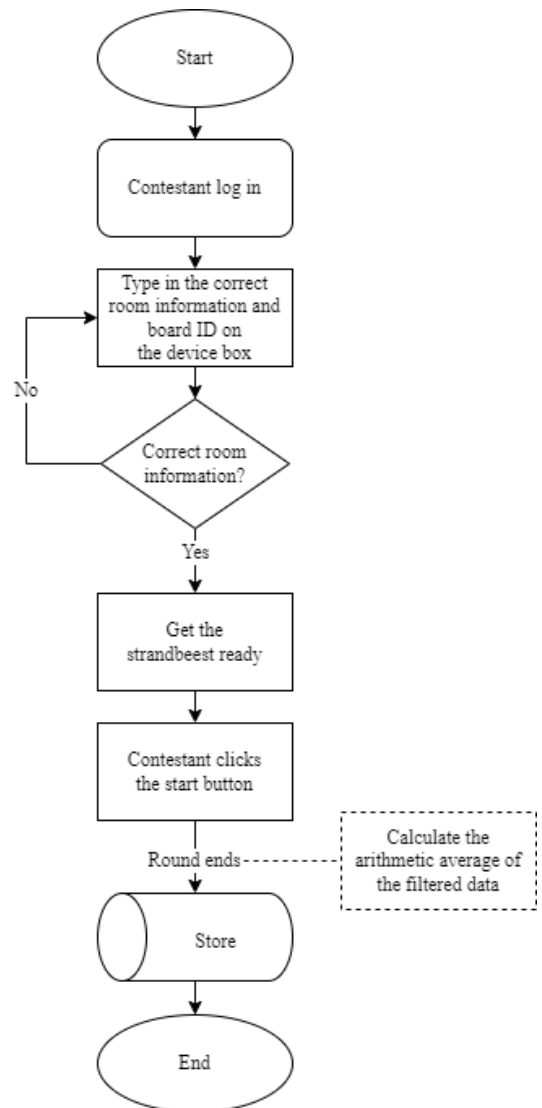 Start
Contestant log in
Type in the correct
room information and
board ID on
the device box
No
Correct room
information?
Yes
Get the
strandbeest ready
Contestant clicks
the start button
Round ends
Calculate the
arithmetic average of
the filtered data
Store
End